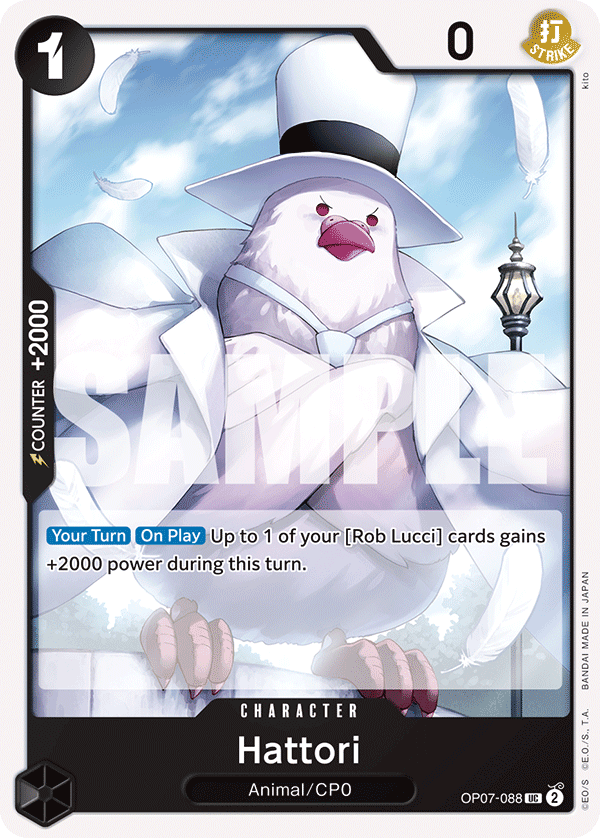 1
0
打
STRIKE
kito
COUNTER +2000
SAMPLE
Your Turn On Play Up to 1 of your [Rob Lucci] cards gains
+2000 power during this turn.
CHARACTER
Hattori
Animal/CP0
OP07-088 UC 2
©EO/S ©E.O./S., T.A. BANDAI MADE IN JAPAN